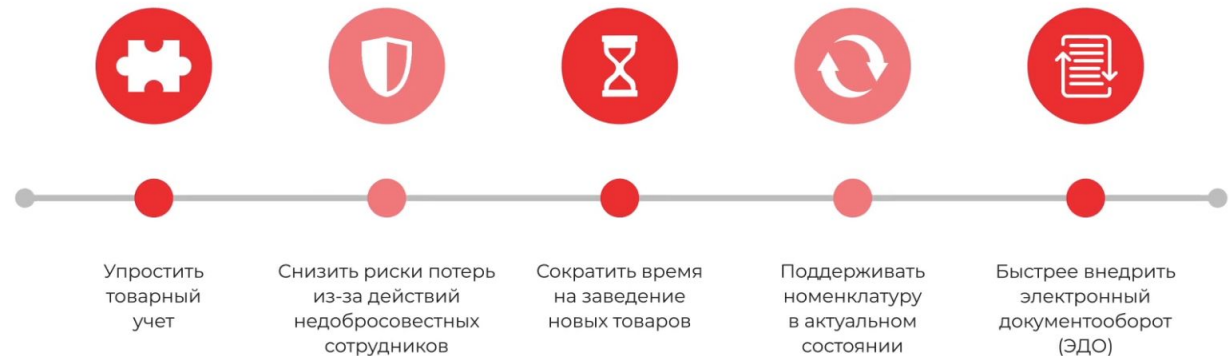 Упростить
товарный
учет
Снизить риски потерь
из-за действий
недобросовестных
сотрудников
Сократить время
на заведение
новых товаров
Поддерживать
номенклатуру
в актуальном
состоянии
Быстрее внедрить
электронный
документооборот
(ЭДО)